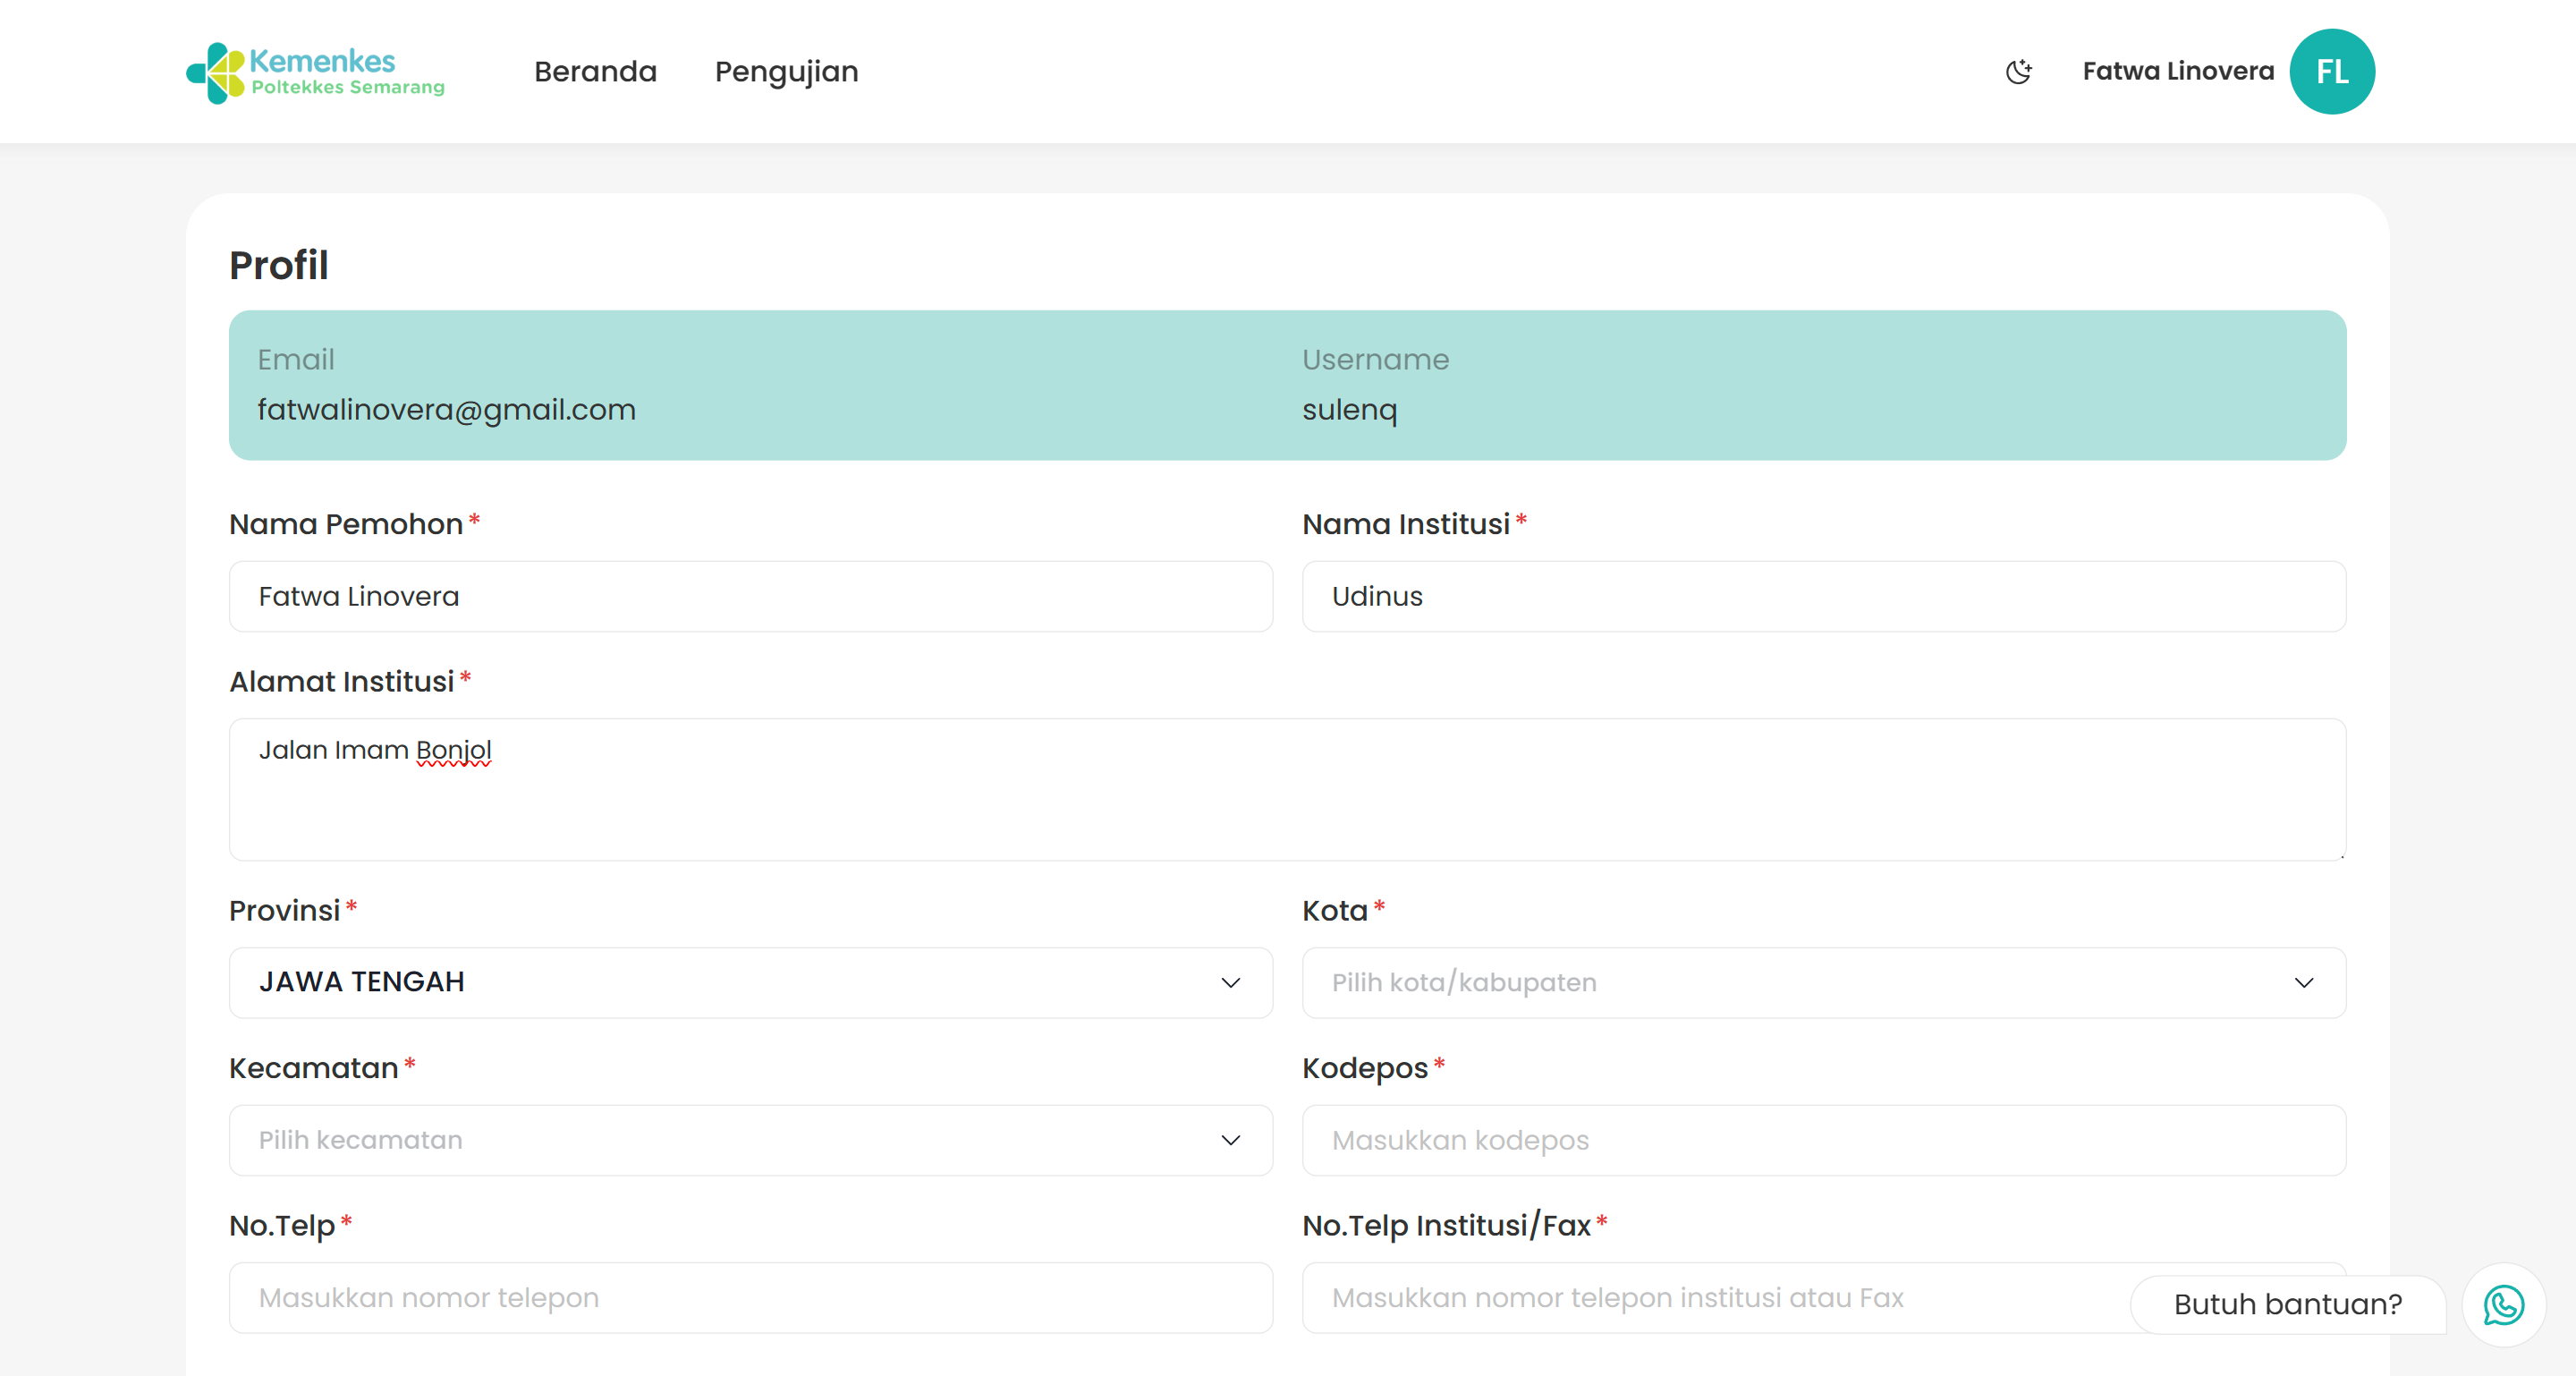 Kemenkes
Poltekkes Semarang
Beranda
Pengujian
Fatwa Linovera
FL
Profil
Email
Username
fatwalinovera@gmail.com
sulenq
Nama Pemohon *
Nama Institusi *
Fatwa Linovera
Udinus
Alamat Institusi *
Jalan Imam Bonjol
Provinsi *
Kota *
JAWA TENGAH
Pilih kota/kabupaten
Kecamatan *
Kodepos *
Pilih kecamatan
Masukkan kodepos
No.Telp *
No.Telp Institusi/Fax *
Masukkan nomor telepon
Masukkan nomor telepon institusi atau Fax
Butuh bantuan?